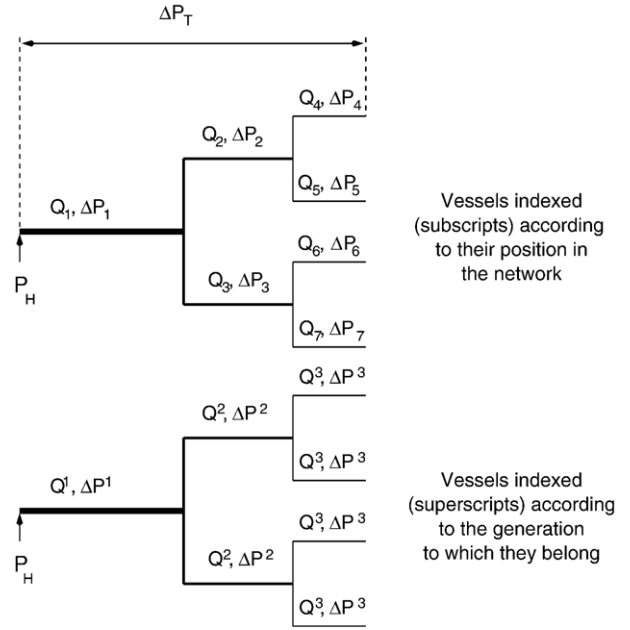 ΔP_T
Q_4, ΔP_4
Q_2, ΔP_2
Q_5, ΔP_5
Q_1, ΔP_1
Vessels indexed
(subscripts) according
to their position in
the network
Q_6, ΔP_6
P_H
Q_3, ΔP_3
Q_7, ΔP_7
Q^3, ΔP^3
Q^2, ΔP^2
Q^3, ΔP^3
Q^1, ΔP^1
Vessels indexed
(superscripts) according
to the generation
to which they belong
Q^3, ΔP^3
P_H
Q^2, ΔP^2
Q^3, ΔP^3